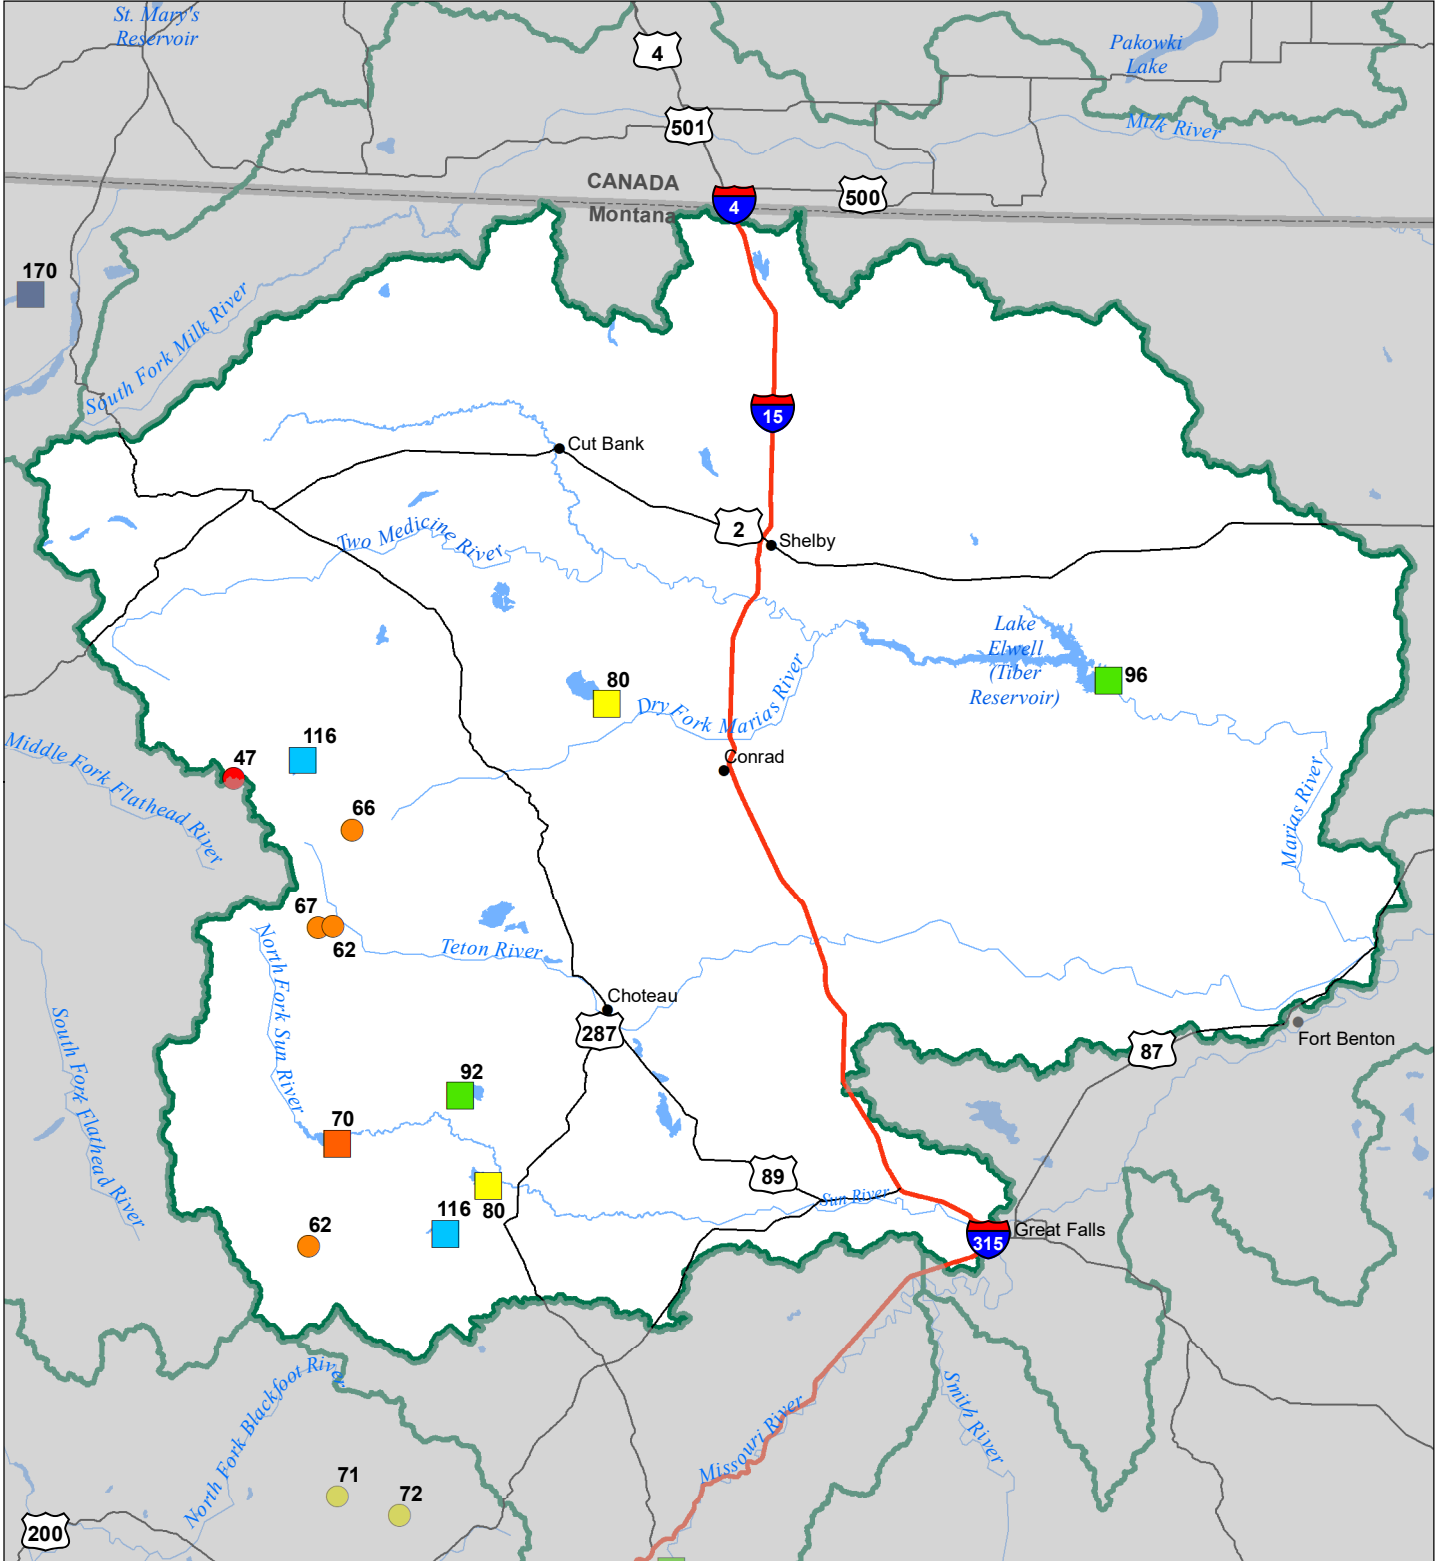 St. Mary's
Reservoir
4
Pakowki
Lake
501
Milk River
CANADA
Montana
4
500
170
South Fork Milk River
15
Cut Bank
2
Shelby
Two Medicine River
Lake
Elwell
(Tiber
Reservoir)
96
80
Dry Fork Marias River
Middle Fork Flathead River
47
116
Conrad
66
Marias River
67
62
North Fork Sun River
Teton River
Choteau
287
South Fork Flathead River
87
Fort Benton
92
70
89
Sun River
80
116
62
315
Great Falls
North Fork Blackfoot River
Missouri River
Smith River
71
72
200